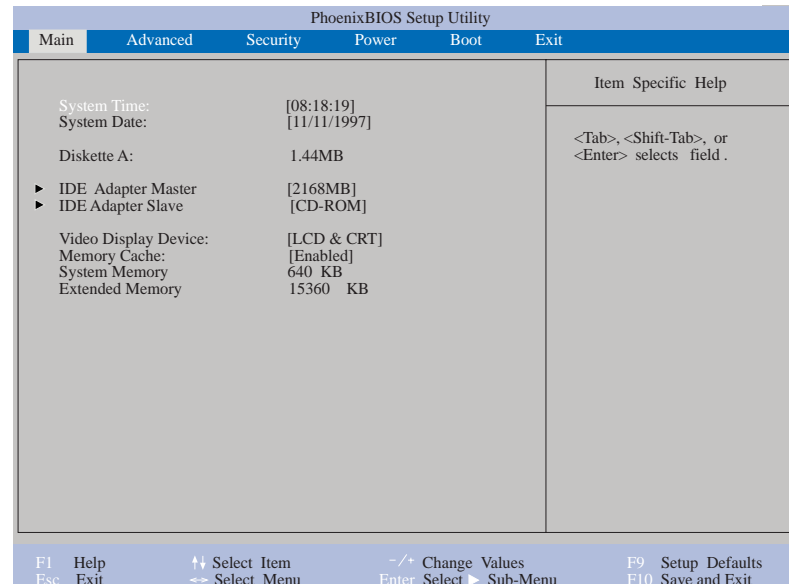 PhoenixBIOS Setup Utility
Main Advanced Security Power Boot Exit
Item Specific Help
System Time: [08:18:19]
System Date: [11/11/1997]
<Tab>, <Shift-Tab>, or
<Enter> selects field .
Diskette A: 1.44MB
IDE Adapter Master [2168MB]
IDE Adapter Slave [CD-ROM]
Video Display Device: [LCD & CRT]
Memory Cache: [Enabled]
System Memory 640 KB
Extended Memory 15360 KB
F1 Help Select Item -/+ Change Values F9 Setup Defaults
Esc Exit Select Menu Enter Select Sub-Menu F10 Save and Exit